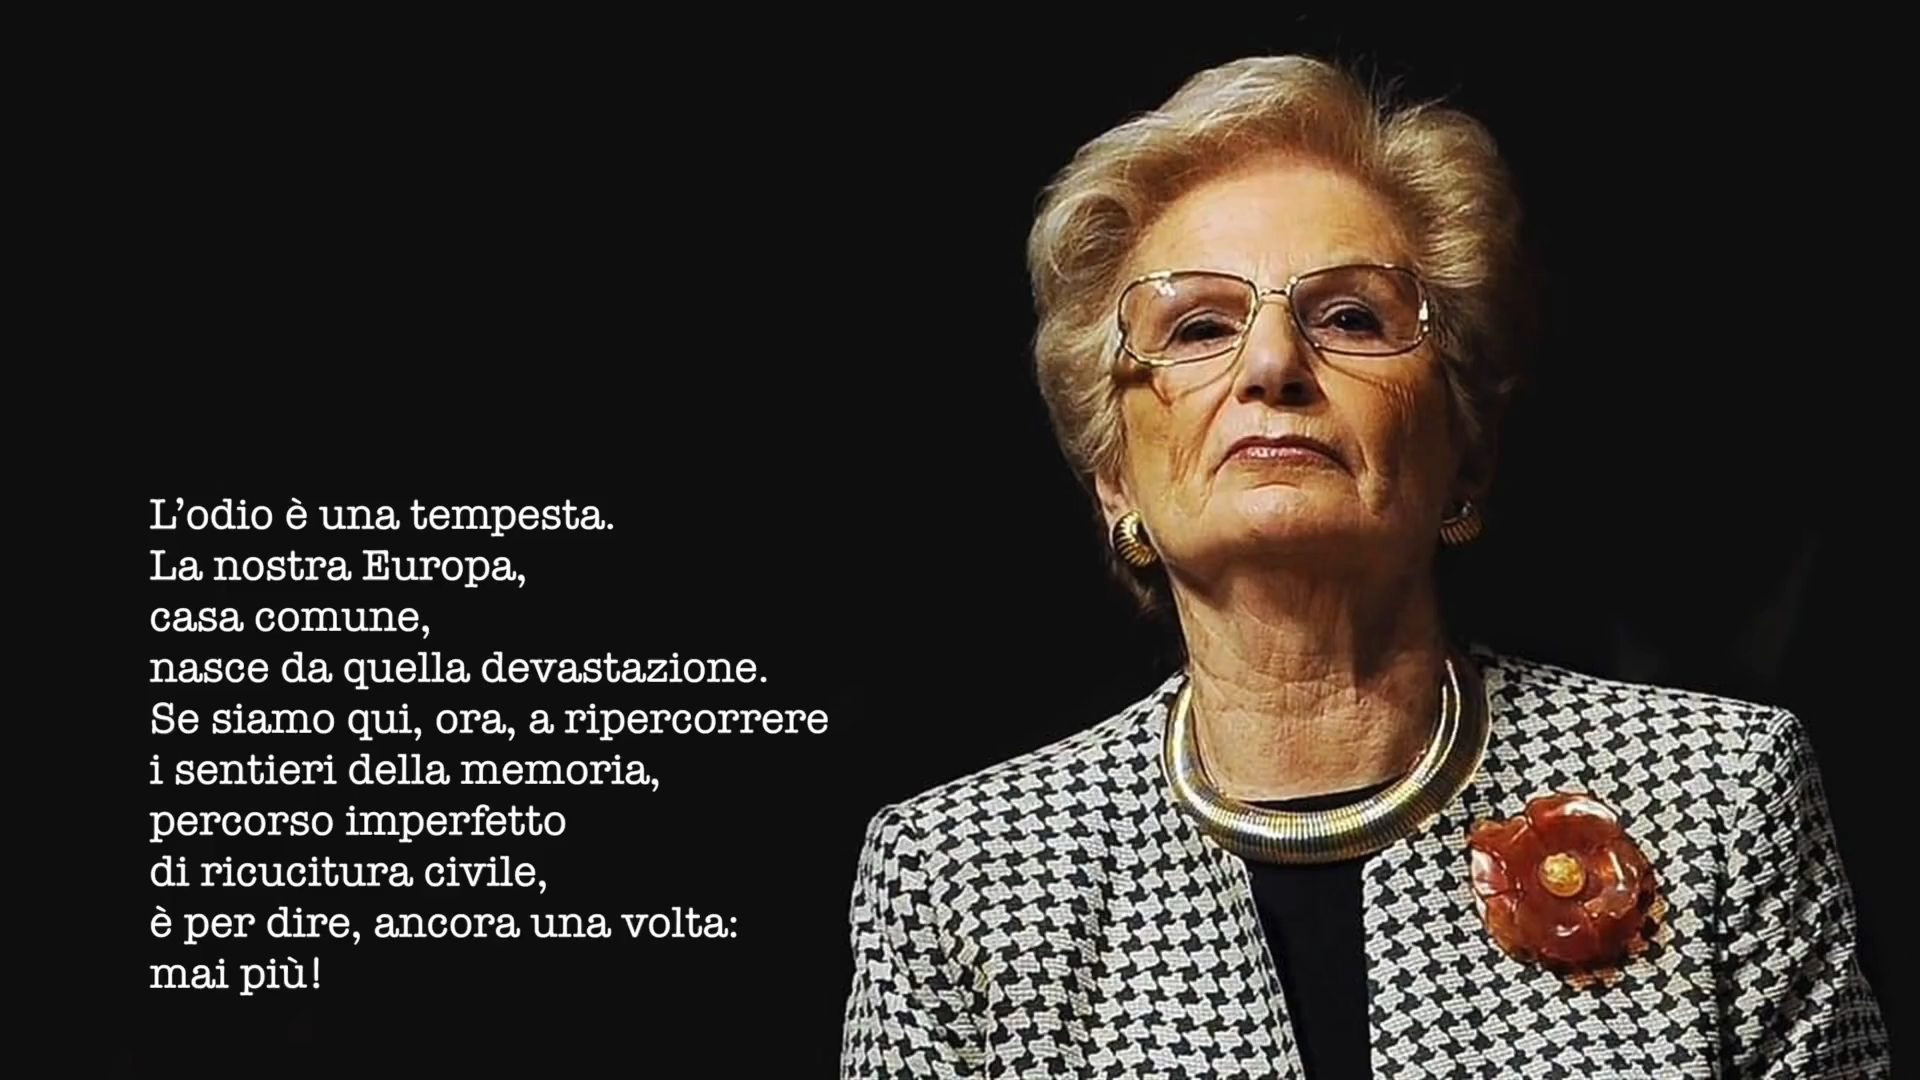 L’odio è una tempesta.
La nostra Europa,
casa comune,
nasce da quella devastazione.
Se siamo qui, ora, a ripercorrere
i sentieri della memoria,
percorso imperfetto
di ricucitura civile,
è per dire, ancora una volta:
mai più!